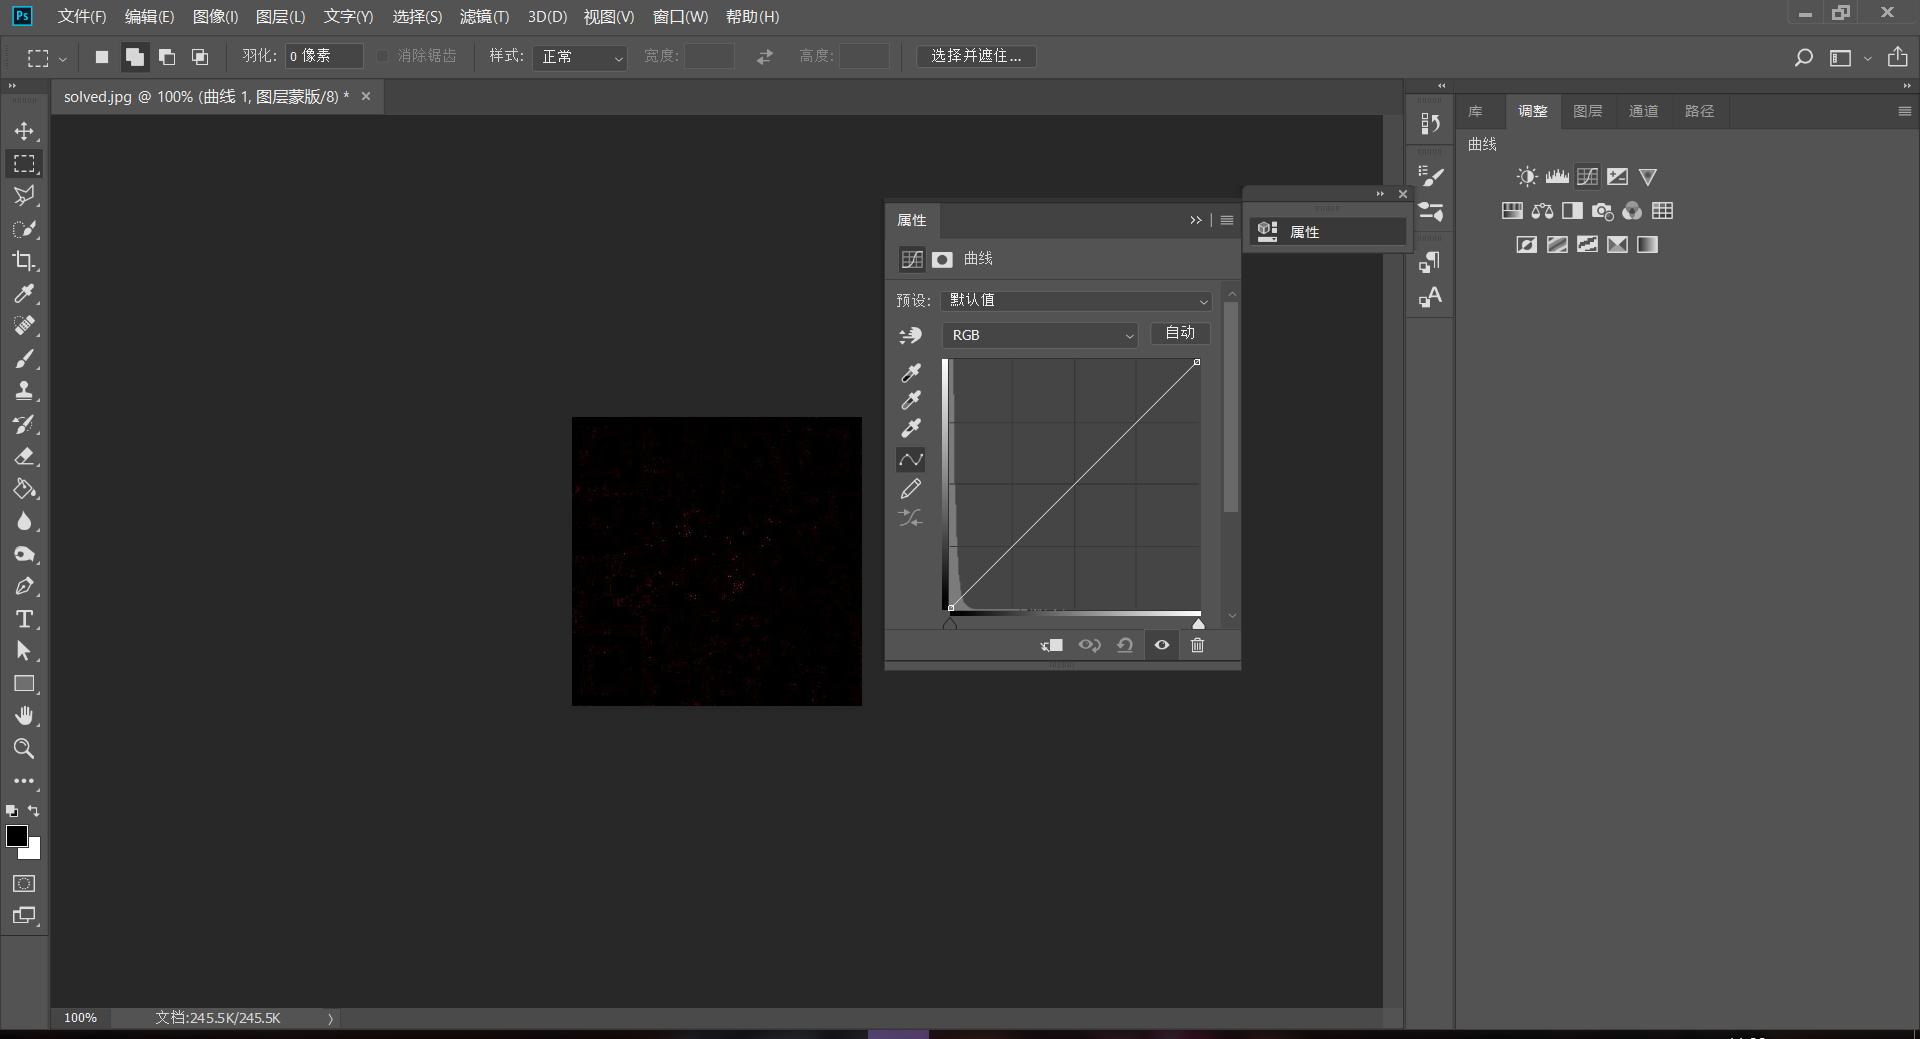 Ps 文件(F) 编辑(E) 图像(I) 图层(L) 文字(Y) 选择(S) 滤镜(T) 3D(D) 视图(V) 窗口(W) 帮助(H)
羽化: 0 像素 消除锯齿 样式: 正常 宽度: 高度: 选择并遮住...
solved.jpg @ 100% (曲线 1, 图层蒙版/8) *
库 调整 图层 通道 路径
曲线
属性
属性
曲线
预设: 默认值
RGB 自动
100% 文档:245.5K/245.5K